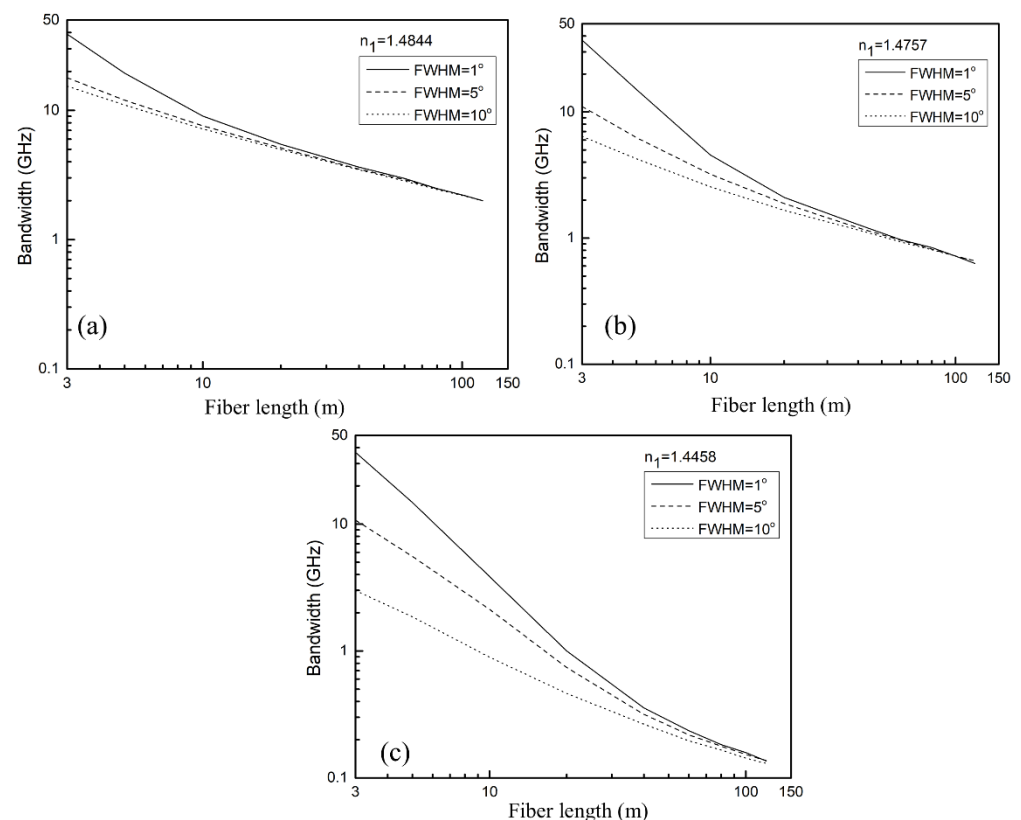 50
10
1
0.1
Bandwidth (GHz)
n1=1.4844
FWHM=1°
FWHM=5°
FWHM=10°
(a)
3 10 100 150
Fiber length (m)
50
10
1
0.1
Bandwidth (GHz)
n1=1.4757
FWHM=1°
FWHM=5°
FWHM=10°
(b)
3 10 100 150
Fiber length (m)
50
10
1
0.1
Bandwidth (GHz)
n1=1.4458
FWHM=1°
FWHM=5°
FWHM=10°
(c)
3 10 100 150
Fiber length (m)